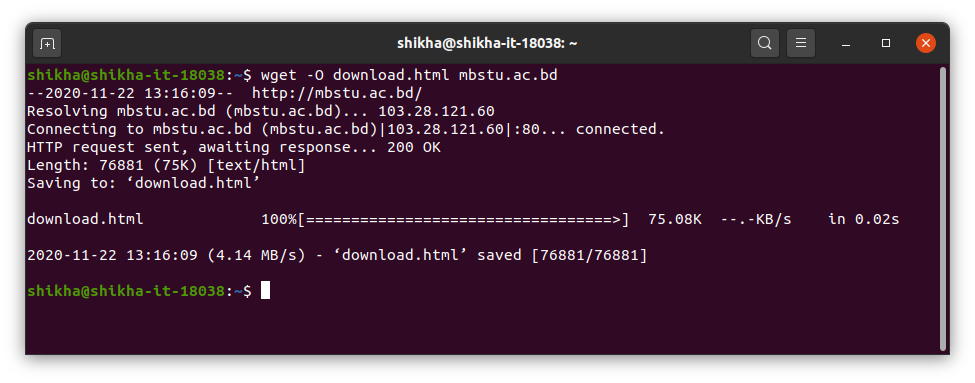 shikha@shikha-it-18038: ~
shikha@shikha-it-18038:~$ wget -O download.html mbstu.ac.bd
--2020-11-22 13:16:09--  http://mbstu.ac.bd/
Resolving mbstu.ac.bd (mbstu.ac.bd)... 103.28.121.60
Connecting to mbstu.ac.bd (mbstu.ac.bd)|103.28.121.60|:80... connected.
HTTP request sent, awaiting response... 200 OK
Length: 76881 (75K) [text/html]
Saving to: ‘download.html’
download.html             100%[===================================>]  75.08K  --.-KB/s    in 0.02s
2020-11-22 13:16:09 (4.14 MB/s) - ‘download.html’ saved [76881/76881]
shikha@shikha-it-18038:~$